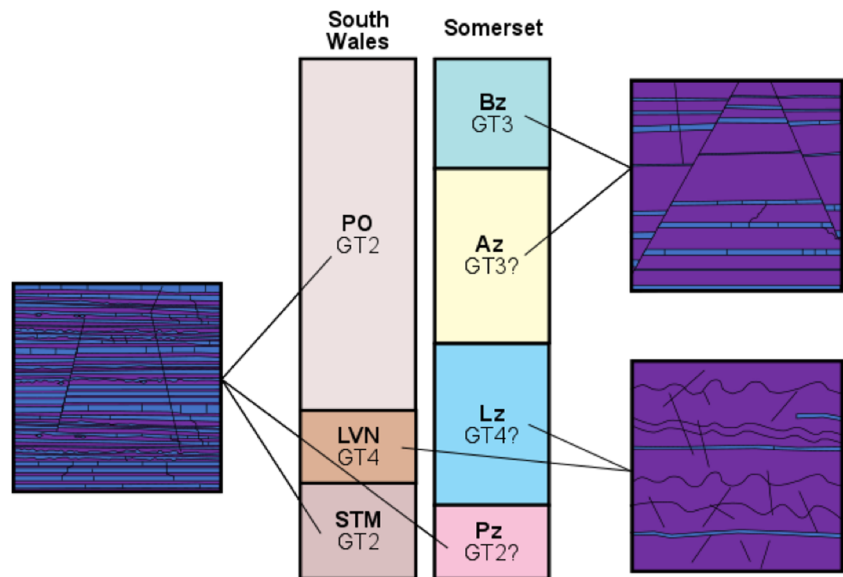 South
Wales
Somerset
PO
GT2
LVN
GT4
STM
GT2
Bz
GT3
Az
GT3?
Lz
GT4?
Pz
GT2?